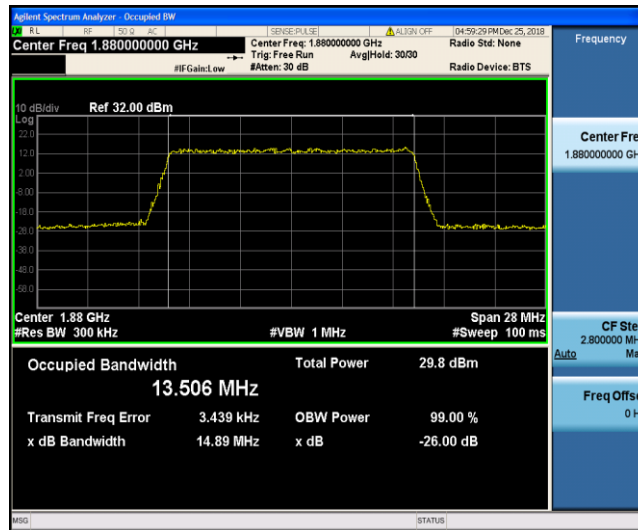 Agilent Spectrum Analyzer - Occupied BW
RL RF 50 Ω AC SENSE:PULSE ALIGN OFF 04:59:29 PM Dec 25, 2018
Center Freq 1.880000000 GHz
Center Freq: 1.880000000 GHz
Radio Std: None
Trig: Free Run Avg|Hold: 30/30
#IFGain:Low #Atten: 30 dB Radio Device: BTS
Frequency
10 dB/div Ref 32.00 dBm
Log
22.0
12.0
2.00
-8.00
-18.0
-28.0
-38.0
-48.0
-58.0
Center Fre
1.880000000 GH
Center 1.88 GHz Span 28 MHz
#Res BW 300 kHz #VBW 1 MHz #Sweep 100 ms
CF Ste
2.800000 MH
Auto Ma
Occupied Bandwidth Total Power 29.8 dBm
13.506 MHz
Transmit Freq Error 3.439 kHz OBW Power 99.00 %
x dB Bandwidth 14.89 MHz x dB -26.00 dB
Freq Offse
0 H
MSG STATUS